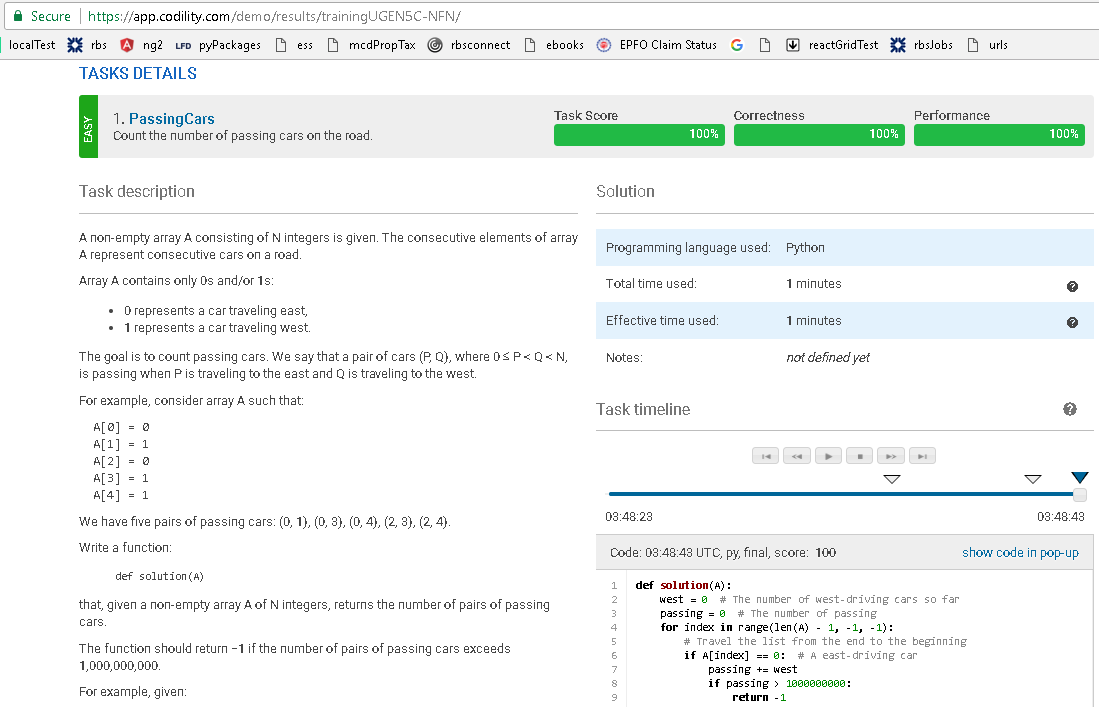 Secure https://app.codility.com/demo/results/trainingUGEN5C-NFN/
localTest rbs ng2 LFD pyPackages ess mcdPropTax rbsconnect ebooks EPFO Claim Status reactGridTest rbsJobs urls
TASKS DETAILS
EASY
1. PassingCars
Count the number of passing cars on the road.
Task Score
100%
Correctness
100%
Performance
100%
Task description
A non-empty array A consisting of N integers is given. The consecutive elements of array
A represent consecutive cars on a road.
Array A contains only 0s and/or 1s:
• 0 represents a car traveling east,
• 1 represents a car traveling west.
The goal is to count passing cars. We say that a pair of cars (P, Q), where 0 ≤ P < Q < N,
is passing when P is traveling to the east and Q is traveling to the west.
For example, consider array A such that:
A[0] = 0
A[1] = 1
A[2] = 0
A[3] = 1
A[4] = 1
We have five pairs of passing cars: (0, 1), (0, 3), (0, 4), (2, 3), (2, 4).
Write a function:
def solution(A)
that, given a non-empty array A of N integers, returns the number of pairs of passing
cars.
The function should return −1 if the number of pairs of passing cars exceeds
1,000,000,000.
For example, given:
Solution
Programming language used: Python
Total time used: 1 minutes
Effective time used: 1 minutes
Notes: not defined yet
Task timeline
03:48:23 03:48:43
Code: 03:48:43 UTC, py, final, score: 100 show code in pop-up
1 def solution(A):
2 west = 0 # The number of west-driving cars so far
3 passing = 0 # The number of passing
4 for index in range(len(A) - 1, -1, -1):
5 # Travel the list from the end to the beginning
6 if A[index] == 0: # A east-driving car
7 passing += west
8 if passing > 1000000000:
9 return -1